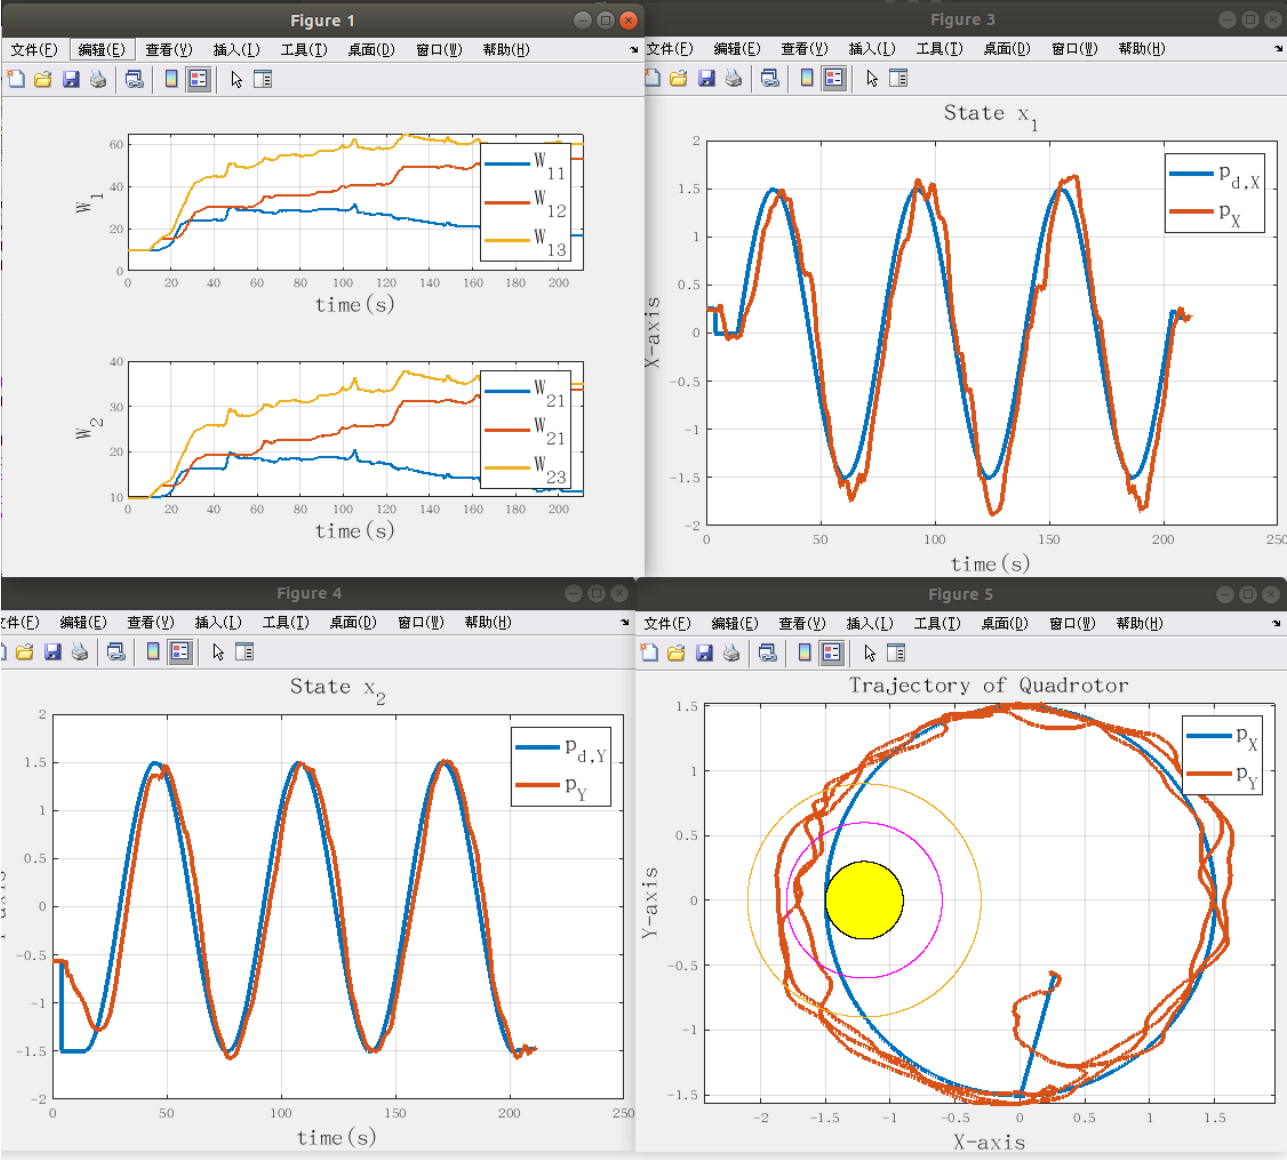 Figure 1
文件(F) 编辑(E) 查看(V) 插入(I) 工具(T) 桌面(D) 窗口(W) 帮助(H)
W1
60
40
20
0
0 20 40 60 80 100 120 140 160 180 200
time(s)
W11
W12
W13
W2
40
30
20
10
0 20 40 60 80 100 120 140 160 180 200
time(s)
W21
W21
W23
Figure 3
文件(F) 编辑(E) 查看(V) 插入(I) 工具(T) 桌面(D) 窗口(W) 帮助(H)
State x1
X-axis
2
1.5
1
0.5
0
-0.5
-1
-1.5
-2
0 50 100 150 200 250
time(s)
pd,X
pX
Figure 4
文件(F) 编辑(E) 查看(V) 插入(I) 工具(T) 桌面(D) 窗口(W) 帮助(H)
State x2
2
1.5
1
0.5
0
-0.5
-1
-1.5
-2
0 50 100 150 200 250
time(s)
pd,Y
pY
Figure 5
文件(F) 编辑(E) 查看(V) 插入(I) 工具(T) 桌面(D) 窗口(W) 帮助(H)
Trajectory of Quadrotor
Y-axis
1.5
1
0.5
0
-0.5
-1
-1.5
-2 -1.5 -1 -0.5 0 0.5 1 1.5
X-axis
pX
pY